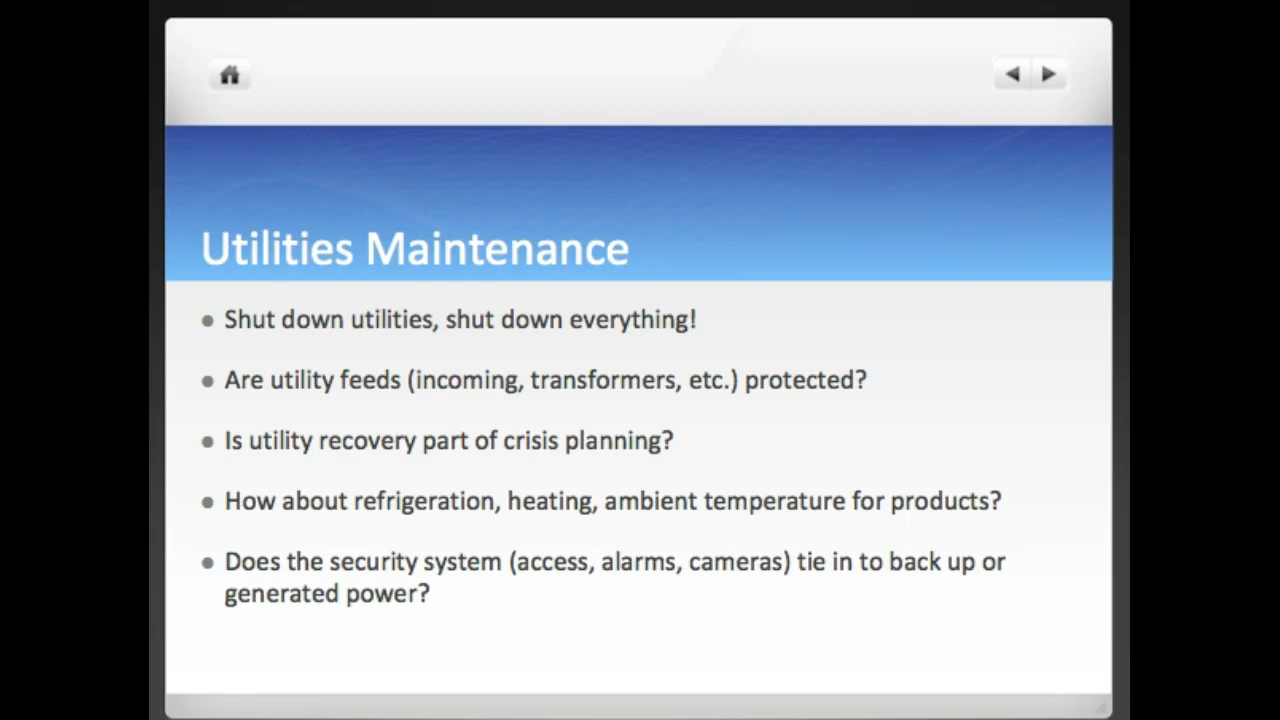 Utilities Maintenance
Shut down utilities, shut down everything!
Are utility feeds (incoming, transformers, etc.) protected?
Is utility recovery part of crisis planning?
How about refrigeration, heating, ambient temperature for products?
Does the security system (access, alarms, cameras) tie in to back up or
generated power?